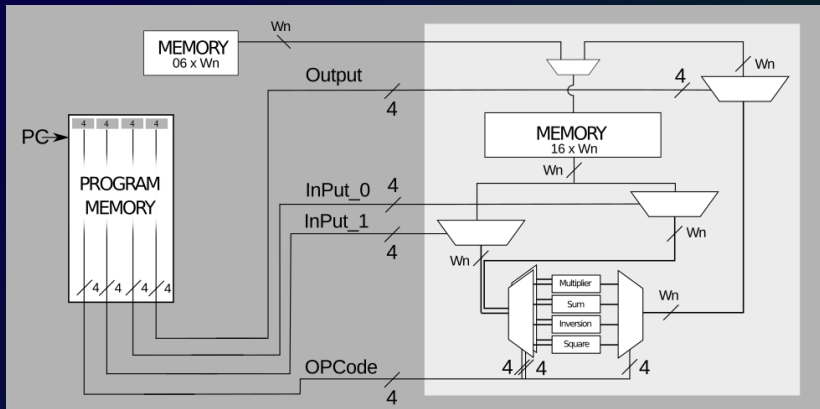 Wn
MEMORY
06 x Wn
Output
4
4
Wn
4 4 4 4
PC
PROGRAM
MEMORY
4 4 4 4
MEMORY
16 x Wn
Wn
InPut_0
4
InPut_1
4
Wn
Wn
Multiplier
Sum
Inversion
Square
Wn
4 4
4
OPCode
4